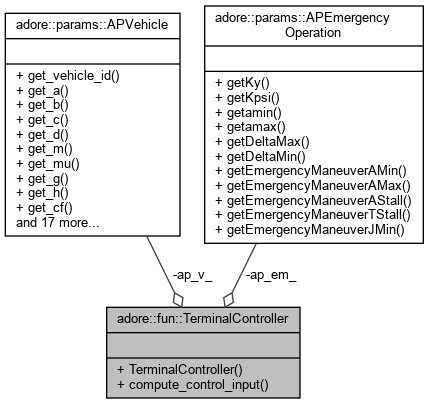 adore::params::APVehicle
+ get_vehicle_id()
+ get_a()
+ get_b()
+ get_c()
+ get_d()
+ get_m()
+ get_mu()
+ get_g()
+ get_h()
+ get_cf()
and 17 more...
adore::params::APEmergency
Operation
+ getKy()
+ getKpsi()
+ getamin()
+ getamax()
+ getDeltaMax()
+ getDeltaMin()
+ getEmergencyManeuverAMin()
+ getEmergencyManeuverAMax()
+ getEmergencyManeuverAStall()
+ getEmergencyManeuverTStall()
+ getEmergencyManeuverJMin()
-ap_v_
-ap_em_
adore::fun::TerminalController
+ TerminalController()
+ compute_control_input()